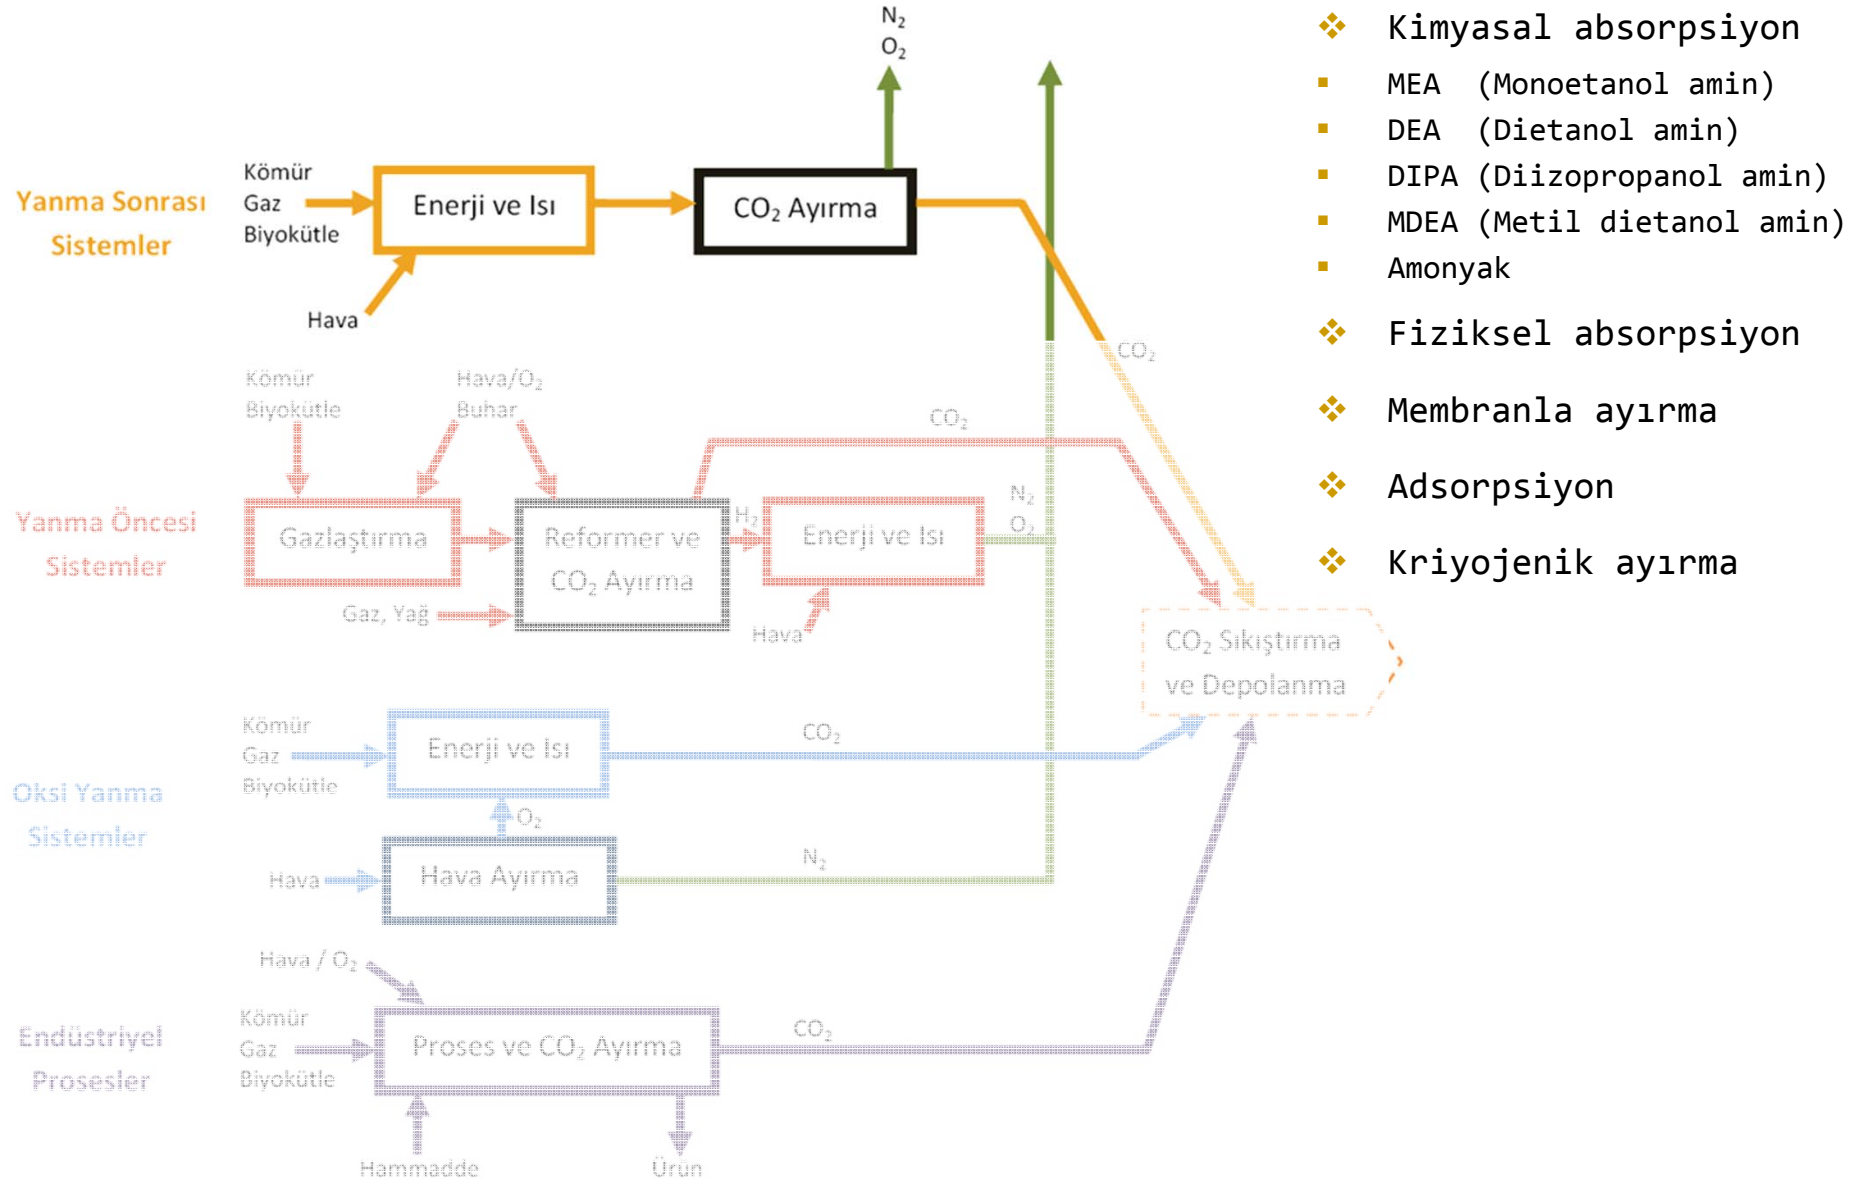 N₂
O₂
Yanma Sonrası
Sistemler
Kömür
Gaz
Biyokütle
Enerji ve Isı
CO₂ Ayırma
Hava
CO₂
Kömür
Biyokütle
Hava/O₂
Buhar
CO₂
Yanma Öncesi
Sistemler
Gazlaştırma
Reformer ve
CO₂ Ayırma
H₂
Enerji ve Isı
N₂
O₂
Gaz, Yağ
Hava
CO₂ Sıkıştırma
ve Depolanma
Oksi Yanma
Sistemler
Kömür
Gaz
Biyokütle
Enerji ve Isı
CO₂
O₂
Hava
Hava Ayırma
N₂
Endüstriyel
Prosesler
Hava / O₂
Kömür
Gaz
Biyokütle
Proses ve CO₂ Ayırma
CO₂
Hammadde
Ürün
❖ Kimyasal absorpsiyon
▪ MEA (Monoetanol amin)
▪ DEA (Dietanol amin)
▪ DIPA (Diizopropanol amin)
▪ MDEA (Metil dietanol amin)
▪ Amonyak
❖ Fiziksel absorpsiyon
❖ Membranla ayırma
❖ Adsorpsiyon
❖ Kriyojenik ayırma